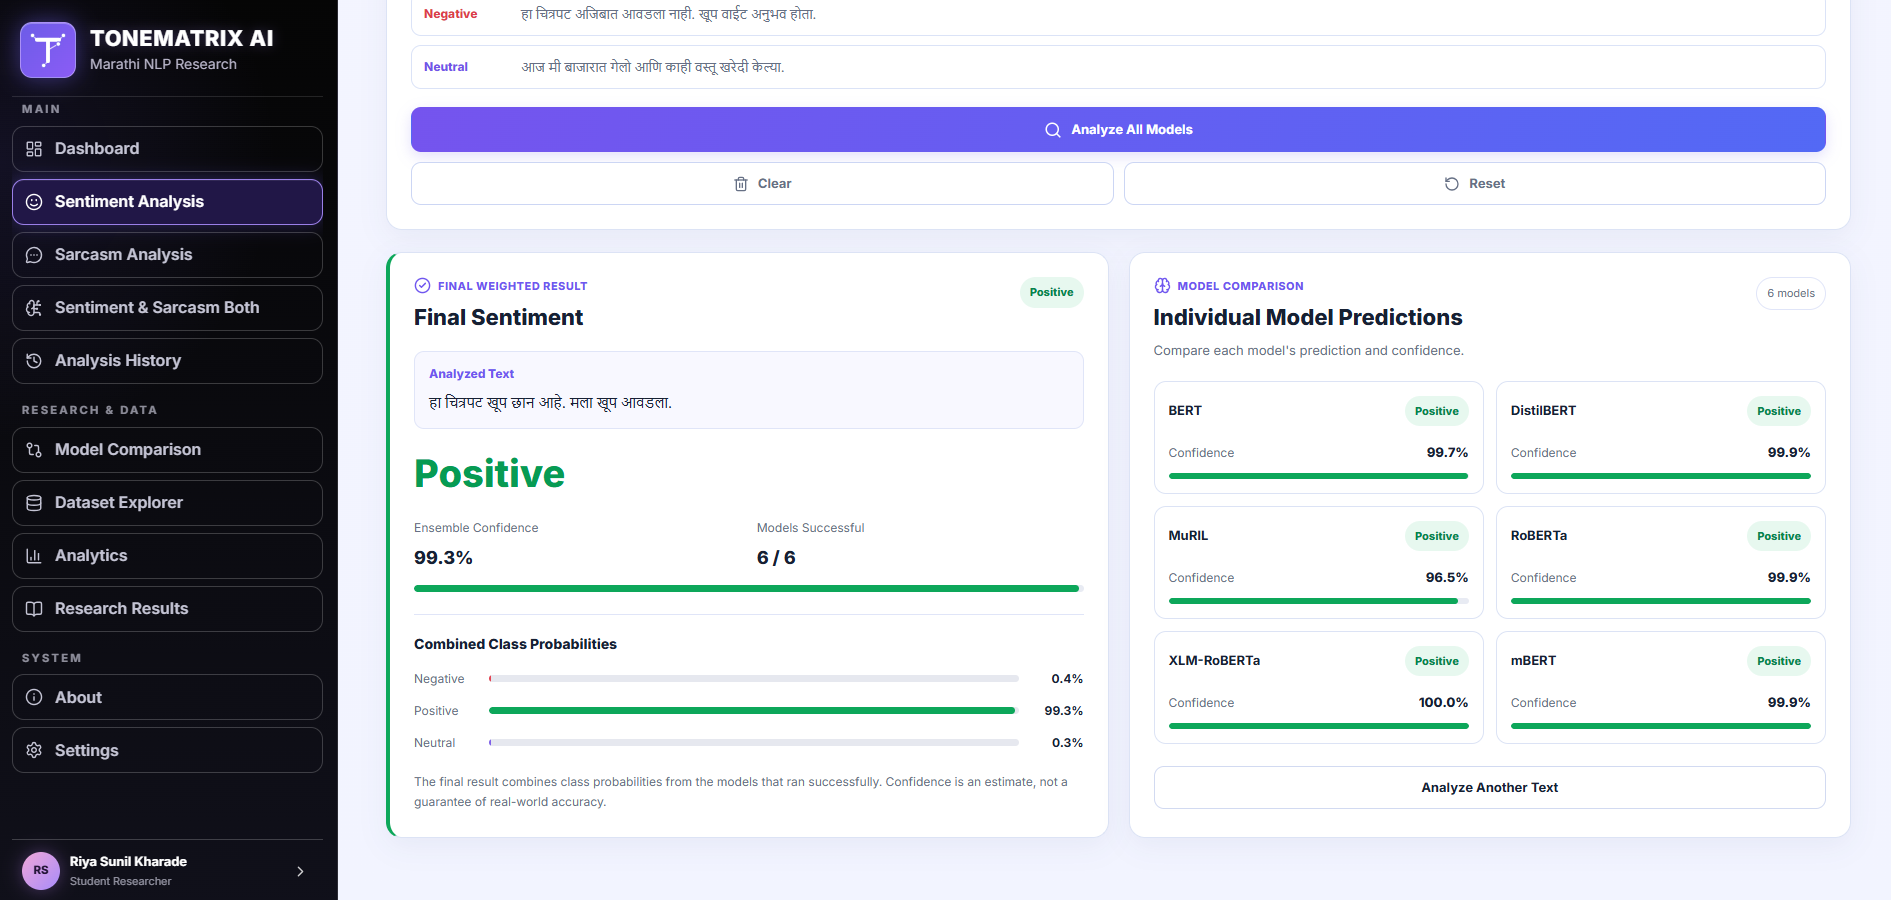 TONEMATRIX AI
Marathi NLP Research
MAIN
Dashboard
Sentiment Analysis
Sarcasm Analysis
Sentiment & Sarcasm Both
Analysis History
RESEARCH & DATA
Model Comparison
Dataset Explorer
Analytics
Research Results
SYSTEM
About
Settings
RS
Riya Sunil Kharade
Student Researcher
Negative हा चित्रपट अजिबात आवडला नाही. खूप वाईट अनुभव होता.
Neutral आज मी बाजारात गेलो आणि काही वस्तू खरेदी केल्या.
Analyze All Models
Clear
Reset
FINAL WEIGHTED RESULT
Positive
Final Sentiment
Analyzed Text
हा चित्रपट खूप छान आहे. मला खूप आवडला.
Positive
Ensemble Confidence Models Successful
99.3% 6 / 6
Combined Class Probabilities
Negative 0.4%
Positive 99.3%
Neutral 0.3%
The final result combines class probabilities from the models that ran successfully. Confidence is an estimate, not a
guarantee of real-world accuracy.
MODEL COMPARISON
6 models
Individual Model Predictions
Compare each model's prediction and confidence.
BERT Positive
Confidence 99.7%
DistilBERT Positive
Confidence 99.9%
MuRIL Positive
Confidence 96.5%
RoBERTa Positive
Confidence 99.9%
XLM-RoBERTa Positive
Confidence 100.0%
mBERT Positive
Confidence 99.9%
Analyze Another Text